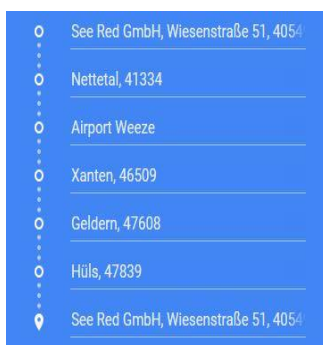 See Red GmbH, Wiesenstraße 51, 4054
Nettetal, 41334
Airport Weeze
Xanten, 46509
Geldern, 47608
Hüls, 47839
See Red GmbH, Wiesenstraße 51, 4054